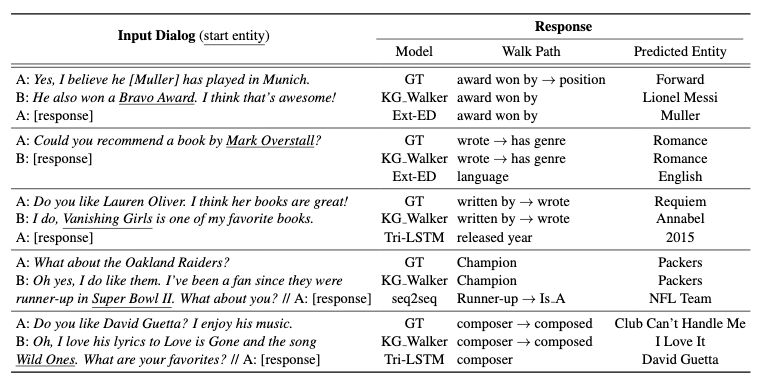 Input Dialog (start entity) Response
Model Walk Path Predicted Entity
A: Yes, I believe he [Muller] has played in Munich. GT award won by → position Forward
B: He also won a Bravo Award. I think that's awesome! KG_Walker award won by Lionel Messi
A: [response] Ext-ED award won by Muller
A: Could you recommend a book by Mark Overstall? GT wrote → has genre Romance
B: [response] KG_Walker wrote → has genre Romance
Ext-ED language English
A: Do you like Lauren Oliver. I think her books are great! GT written by → wrote Requiem
B: I do, Vanishing Girls is one of my favorite books. KG_Walker written by → wrote Annabel
A: [response] Tri-LSTM released year 2015
A: What about the Oakland Raiders? GT Champion Packers
B: Oh yes, I do like them. I've been a fan since they were KG_Walker Champion Packers
runner-up in Super Bowl II. What about you? // A: [response] seq2seq Runner-up → Is_A NFL Team
A: Do you like David Guetta? I enjoy his music. GT composer → composed Club Can't Handle Me
B: Oh, I love his lyrics to Love is Gone and the song KG_Walker composer → composed I Love It
Wild Ones. What are your favorites? // A: [response] Tri-LSTM composer David Guetta